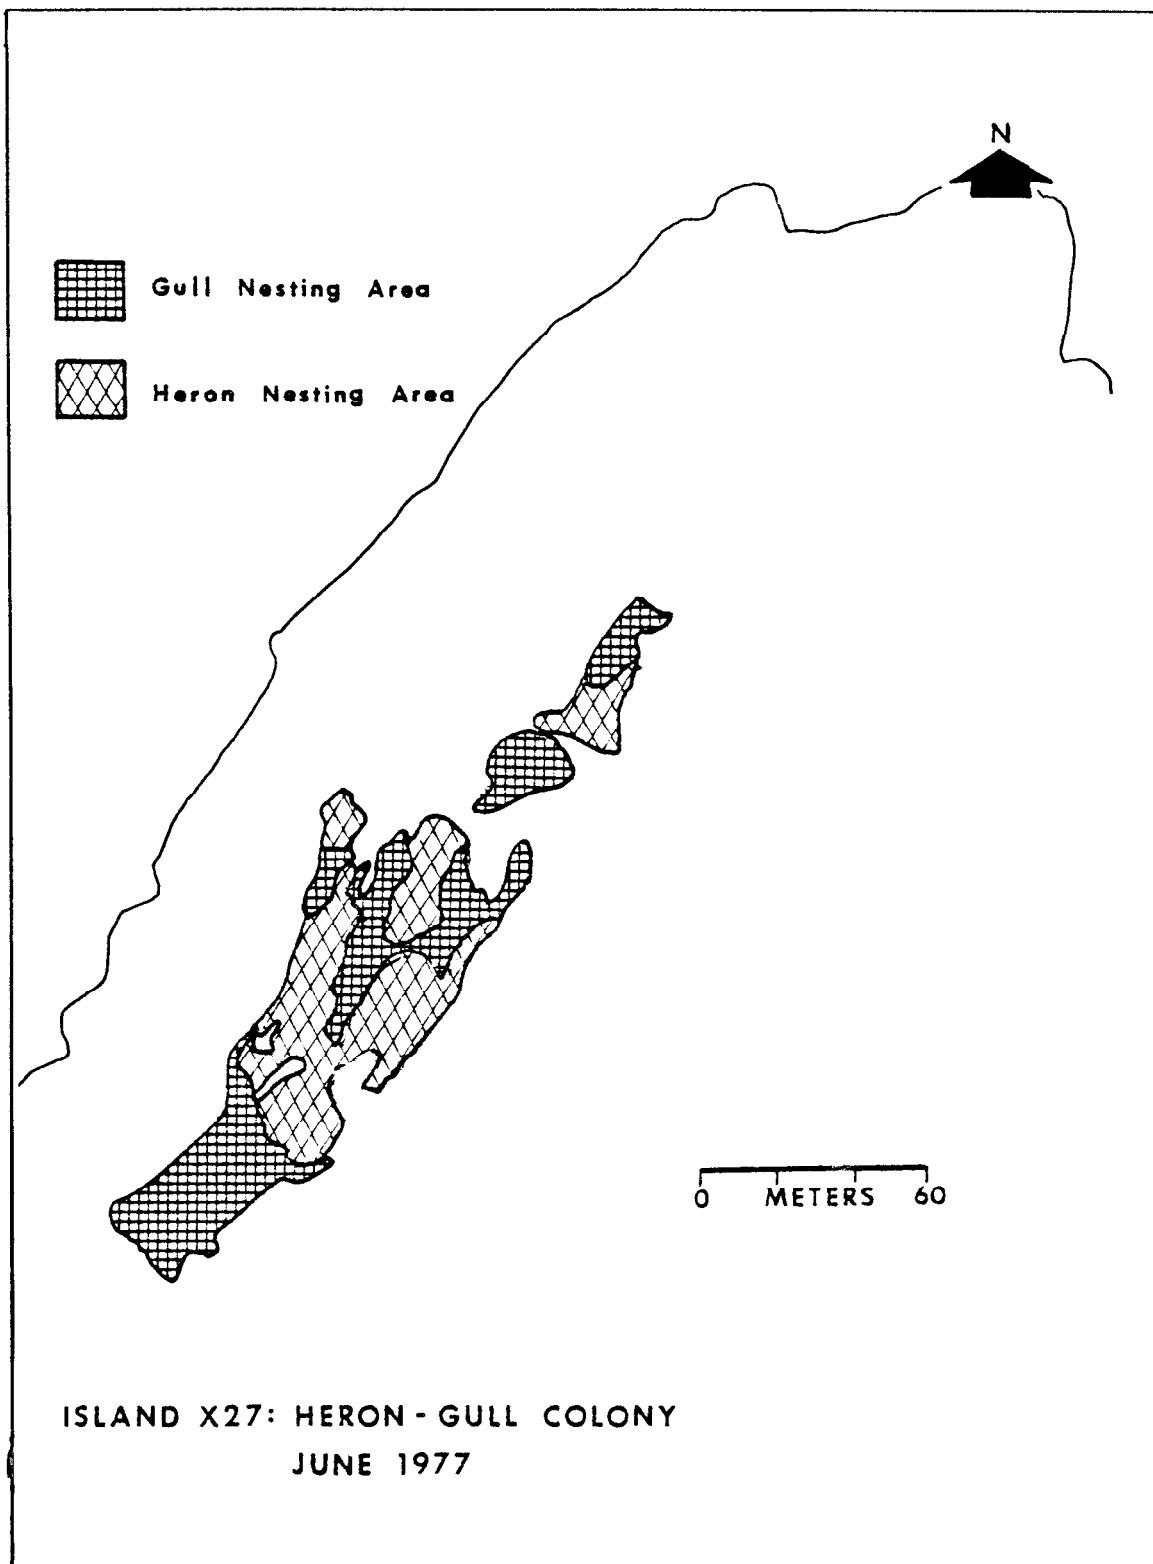 N
Gull Nesting Area
Heron Nesting Area
0 METERS 60
ISLAND X27: HERON - GULL COLONY
JUNE 1977